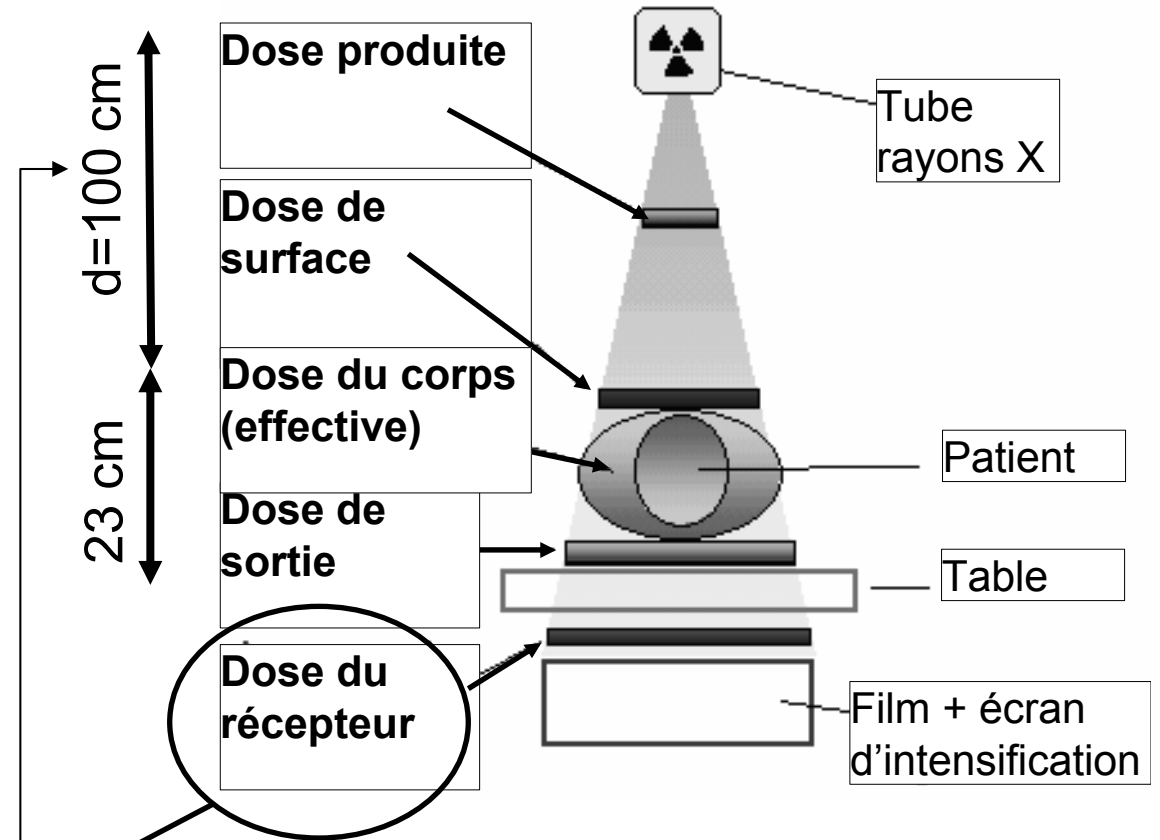 d=100 cm
23 cm
Dose produite
Dose de
surface
Dose du corps
(effective)
Dose de
sortie
Dose du
récepteur
Tube
rayons X
Patient
Table
Film + écran
d'intensification